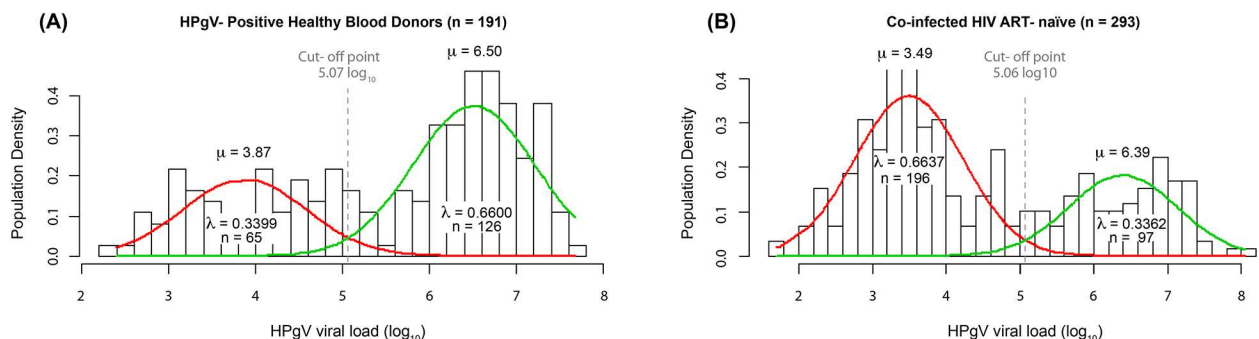 (A)
HPgV- Positive Healthy Blood Donors (n = 191)
Cut- off point
5.07 log₁₀
μ = 6.50
μ = 3.87
λ = 0.3399
n = 65
λ = 0.6600
n = 126
Population Density
0.4
0.3
0.2
0.1
0.0
2 3 4 5 6 7 8
HPgV viral load (log₁₀)
(B)
Co-infected HIV ART- naïve (n = 293)
μ = 3.49
Cut- off point
5.06 log10
μ = 6.39
λ = 0.6637
n = 196
λ = 0.3362
n = 97
Population Density
0.4
0.3
0.2
0.1
0.0
2 3 4 5 6 7 8
HPgV viral load (log₁₀)